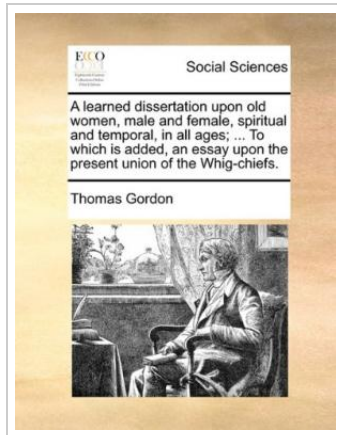 ECCO
Social Sciences
A learned dissertation upon old
women, male and female, spiritual
and temporal, in all ages; ... To
which is added, an essay upon the
present union of the Whig-chiefs.
Thomas Gordon